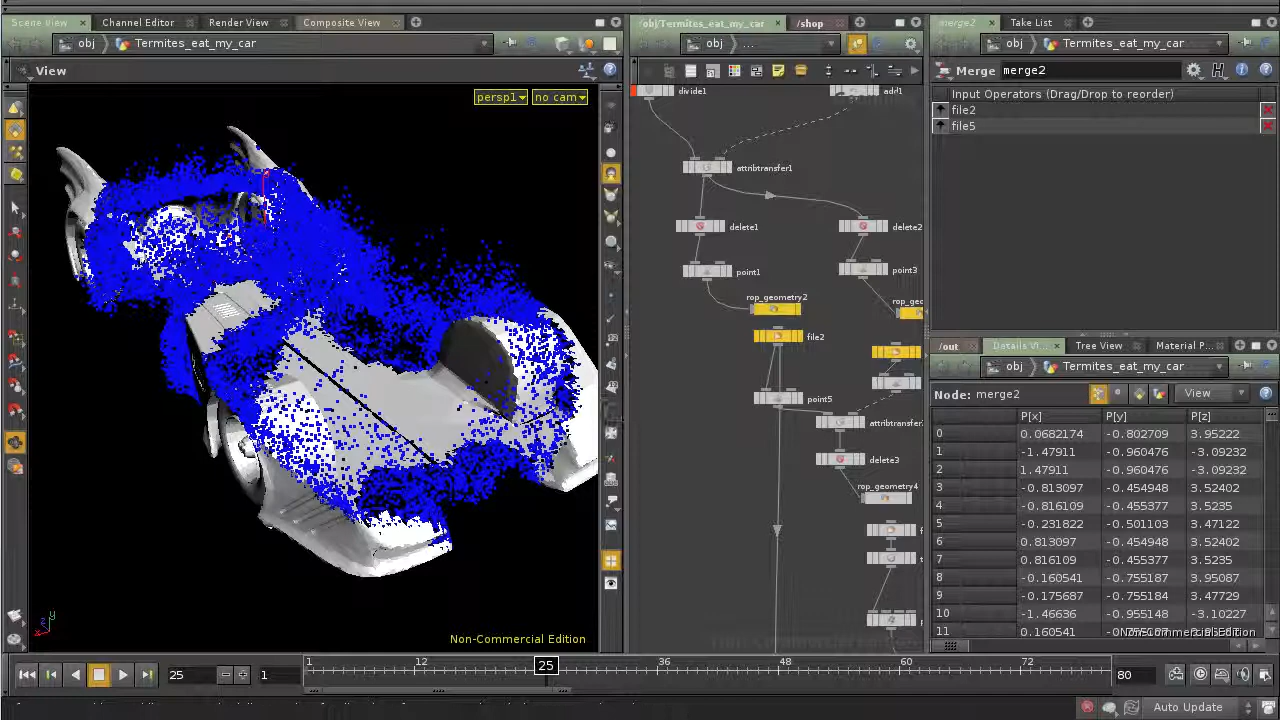 Scene View
Channel Editor
Render View
Composite View
/obj/Termites_eat_my_car
/shop
merge2
Take List
obj
Termites_eat_my_car
obj
...
obj
Termites_eat_my_car
View
Merge
merge2
persp1
no cam
Input Operators (Drag/Drop to reorder)
file2
file5
divide1
attribtransfer1
delete1
delete2
point1
point3
rop_geometry2
file2
point5
delete3
rop_geometry4
/out
Details Vi...
Tree View
Material P...
obj
Termites_eat_my_car
Node: merge2
View
P[x] P[y] P[z]
0 0.0682174 -0.802709 3.95222
1 -1.47911 -0.960476 -3.09232
2 1.47911 -0.960476 -3.09232
3 -0.813097 -0.454948 3.52402
4 -0.816109 -0.455377 3.5235
5 -0.231822 -0.501103 3.47122
6 0.813097 -0.454948 3.52402
7 0.816109 -0.455377 3.5235
8 -0.160541 -0.755187 3.95087
9 -0.175687 -0.755184 3.47729
10 -1.46636 -0.955148 -3.10227
11 0.160541
Non-Commercial Edition
Non-Commercial Edition
1 12 25 36 48 60 72
25
1
80
Auto Update